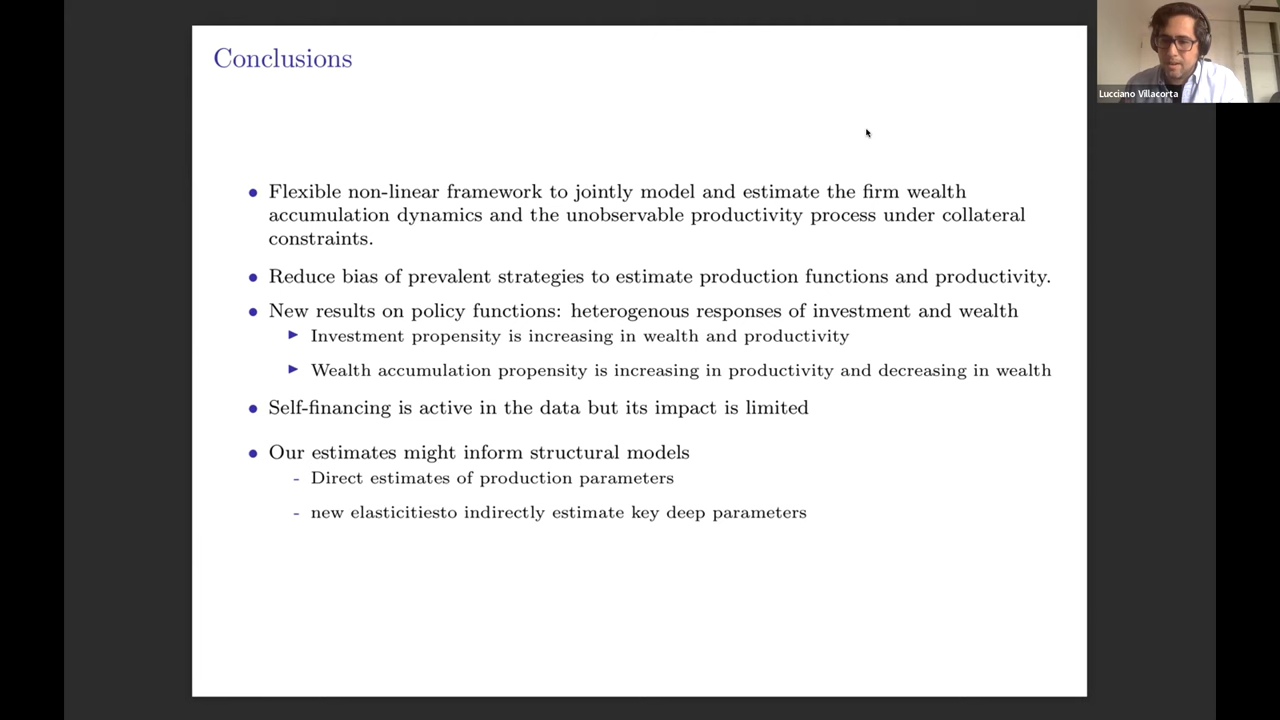 Conclusions
Lucciano Villacorta
• Flexible non-linear framework to jointly model and estimate the firm wealth
accumulation dynamics and the unobservable productivity process under collateral
constraints.
• Reduce bias of prevalent strategies to estimate production functions and productivity.
• New results on policy functions: heterogenous responses of investment and wealth
▶ Investment propensity is increasing in wealth and productivity
▶ Wealth accumulation propensity is increasing in productivity and decreasing in wealth
• Self-financing is active in the data but its impact is limited
• Our estimates might inform structural models
- Direct estimates of production parameters
- new elasticitiesto indirectly estimate key deep parameters